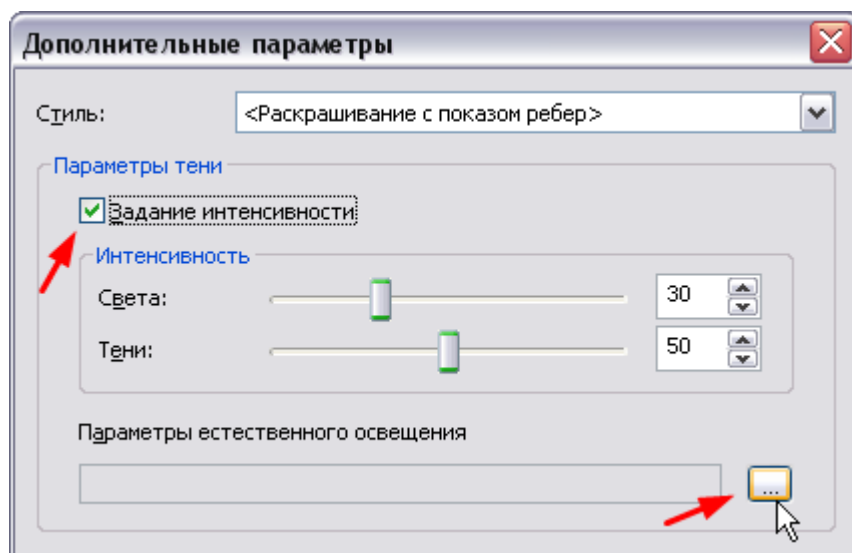 Дополнительные параметры
Стиль: <Раскрашивание с показом ребер>
Параметры тени
Задание интенсивности
Интенсивность
Света: 30
Тени: 50
Параметры естественного освещения
...